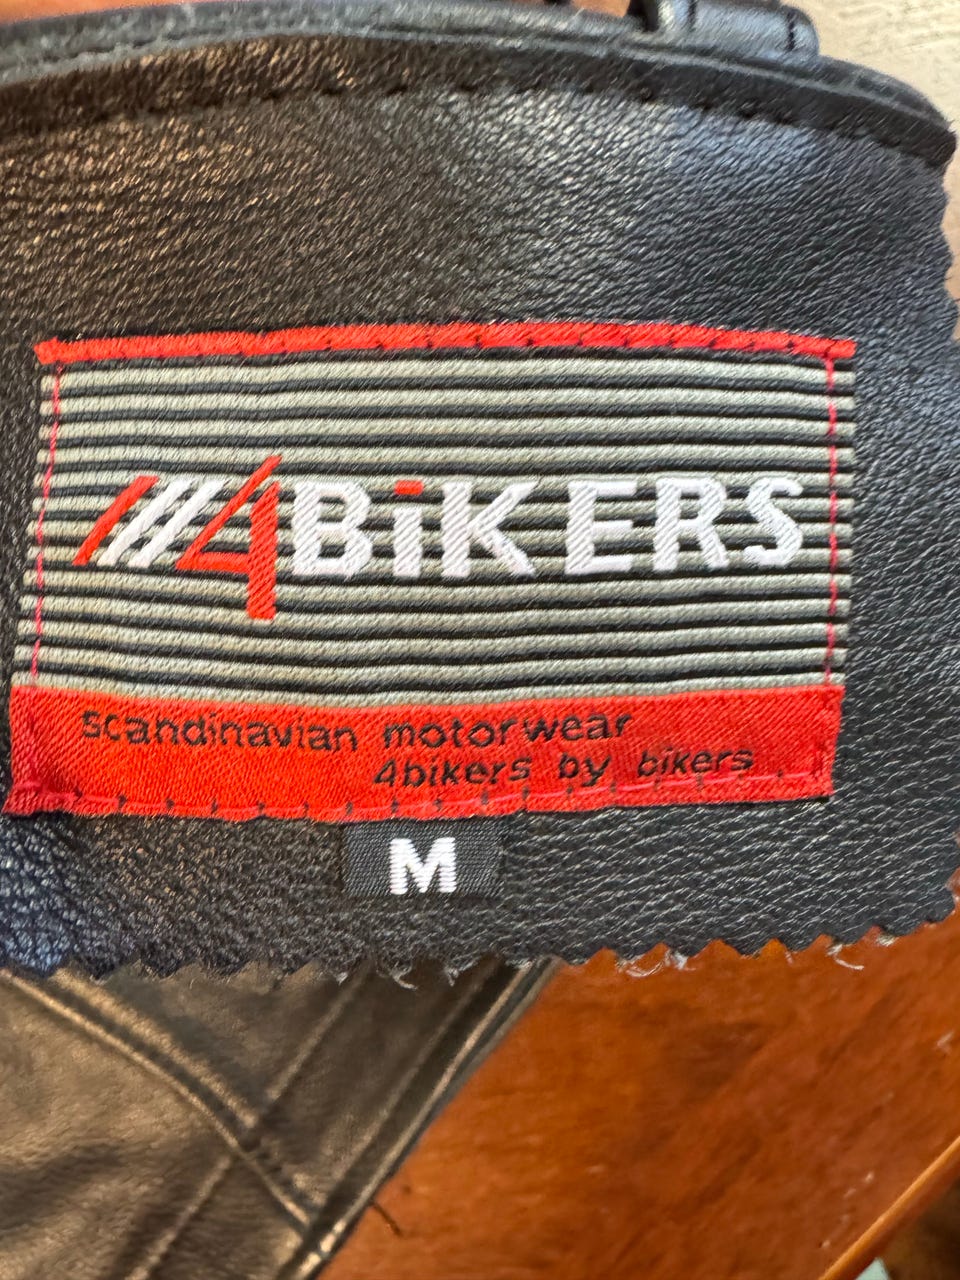 4BiKERS
scandinavian motorwear
4bikers by bikers
M